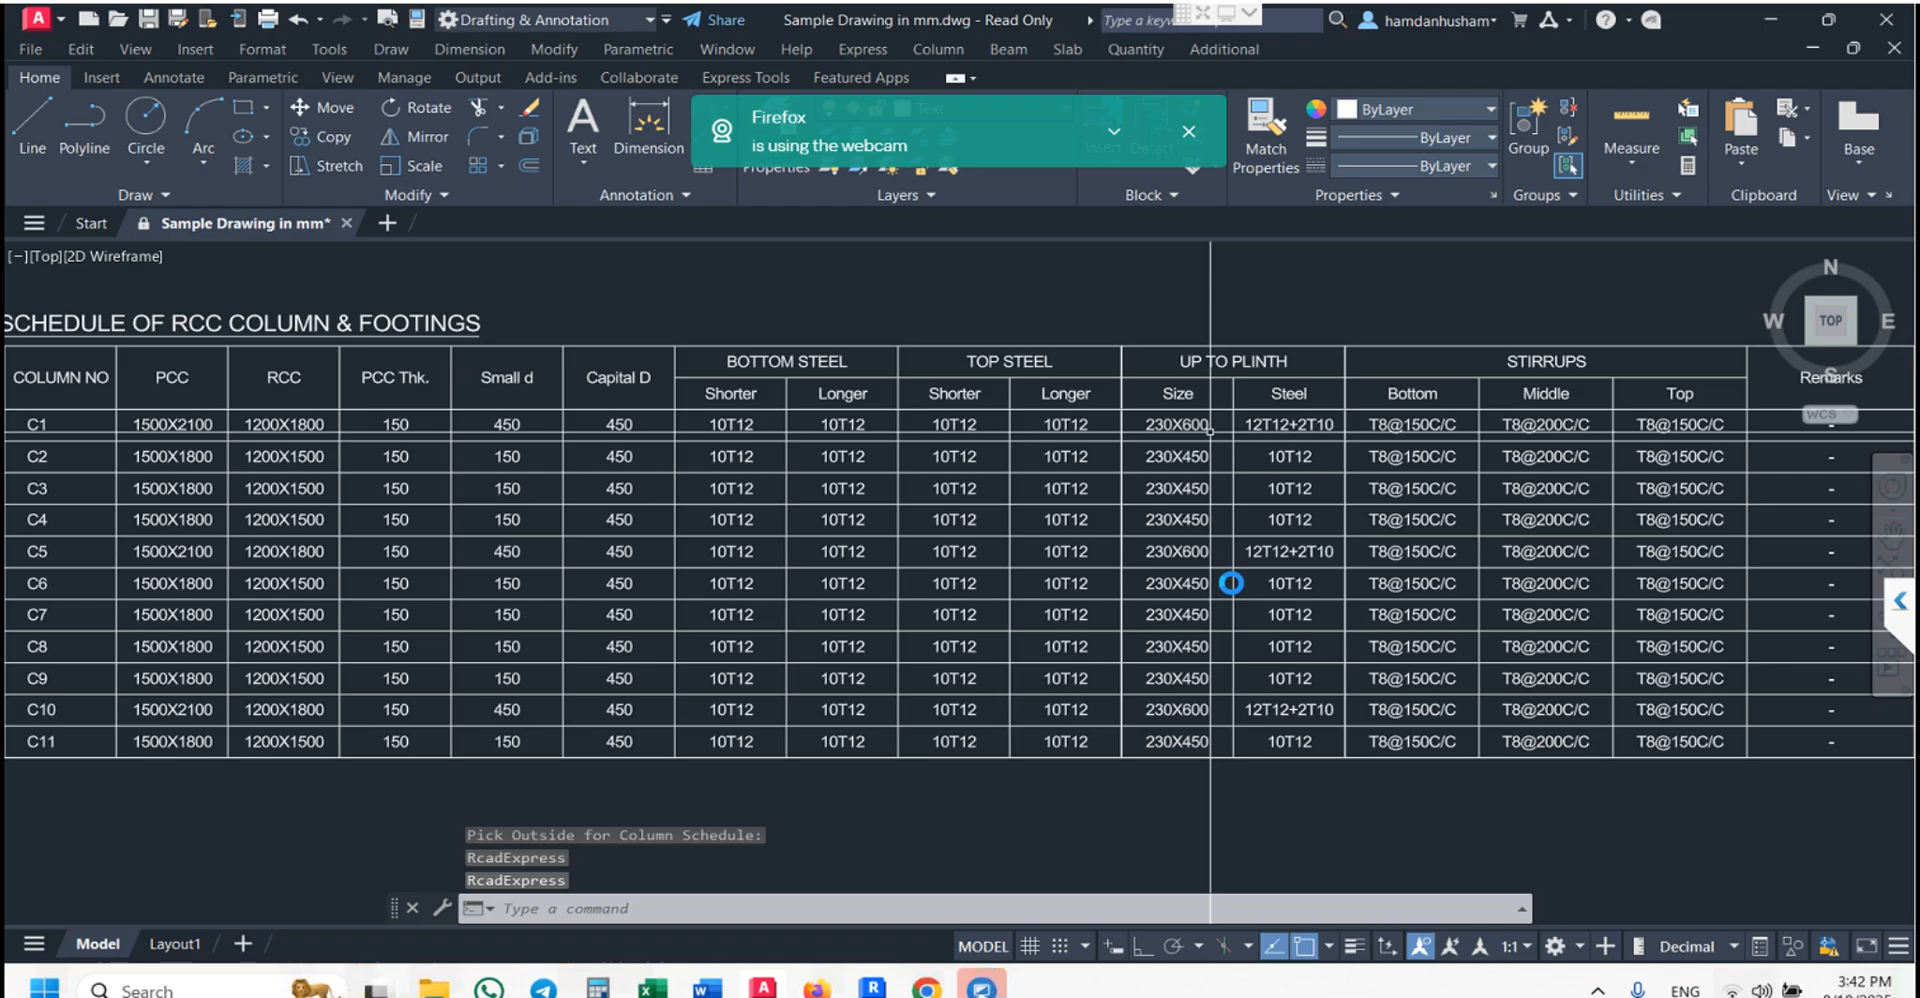 Drafting & Annotation
Share
Sample Drawing in mm.dwg - Read Only
Type a keyw
hamdanhusham
File Edit View Insert Format Tools Draw Dimension Modify Parametric Window Help Express Column Beam Slab Quantity Additional
Home Insert Annotate Parametric View Manage Output Add-ins Collaborate Express Tools Featured Apps
Line Polyline Circle Arc
Move Rotate
Copy Mirror
Stretch Scale
Text Dimension
Firefox
is using the webcam
Text
Properties
Match
Properties
ByLayer
ByLayer
ByLayer
Group
Measure
Paste
Base
Draw Modify Annotation Layers Block Properties Groups Utilities Clipboard View
Start Sample Drawing in mm*
[−][Top][2D Wireframe]
N
W TOP E
S
WCS
SCHEDULE OF RCC COLUMN & FOOTINGS
COLUMN NO PCC RCC PCC Thk. Small d Capital D BOTTOM STEEL TOP STEEL UP TO PLINTH STIRRUPS Remarks
Shorter Longer Shorter Longer Size Steel Bottom Middle Top
C1 1500X2100 1200X1800 150 450 450 10T12 10T12 10T12 10T12 230X600 12T12+2T10 T8@150C/C T8@200C/C T8@150C/C -
C2 1500X1800 1200X1500 150 150 450 10T12 10T12 10T12 10T12 230X450 10T12 T8@150C/C T8@200C/C T8@150C/C -
C3 1500X1800 1200X1500 150 150 450 10T12 10T12 10T12 10T12 230X450 10T12 T8@150C/C T8@200C/C T8@150C/C -
C4 1500X1800 1200X1500 150 150 450 10T12 10T12 10T12 10T12 230X450 10T12 T8@150C/C T8@200C/C T8@150C/C -
C5 1500X2100 1200X1800 150 450 450 10T12 10T12 10T12 10T12 230X600 12T12+2T10 T8@150C/C T8@200C/C T8@150C/C -
C6 1500X1800 1200X1500 150 150 450 10T12 10T12 10T12 10T12 230X450 10T12 T8@150C/C T8@200C/C T8@150C/C -
C7 1500X1800 1200X1500 150 150 450 10T12 10T12 10T12 10T12 230X450 10T12 T8@150C/C T8@200C/C T8@150C/C -
C8 1500X1800 1200X1500 150 150 450 10T12 10T12 10T12 10T12 230X450 10T12 T8@150C/C T8@200C/C T8@150C/C -
C9 1500X1800 1200X1500 150 150 450 10T12 10T12 10T12 10T12 230X450 10T12 T8@150C/C T8@200C/C T8@150C/C -
C10 1500X2100 1200X1800 150 450 450 10T12 10T12 10T12 10T12 230X600 12T12+2T10 T8@150C/C T8@200C/C T8@150C/C -
C11 1500X1800 1200X1500 150 150 450 10T12 10T12 10T12 10T12 230X450 10T12 T8@150C/C T8@200C/C T8@150C/C -
Pick Outside for Column Schedule:
RcadExpress
RcadExpress
Type a command
Model Layout1
MODEL 1:1 Decimal
Search
ENG
3:42 PM